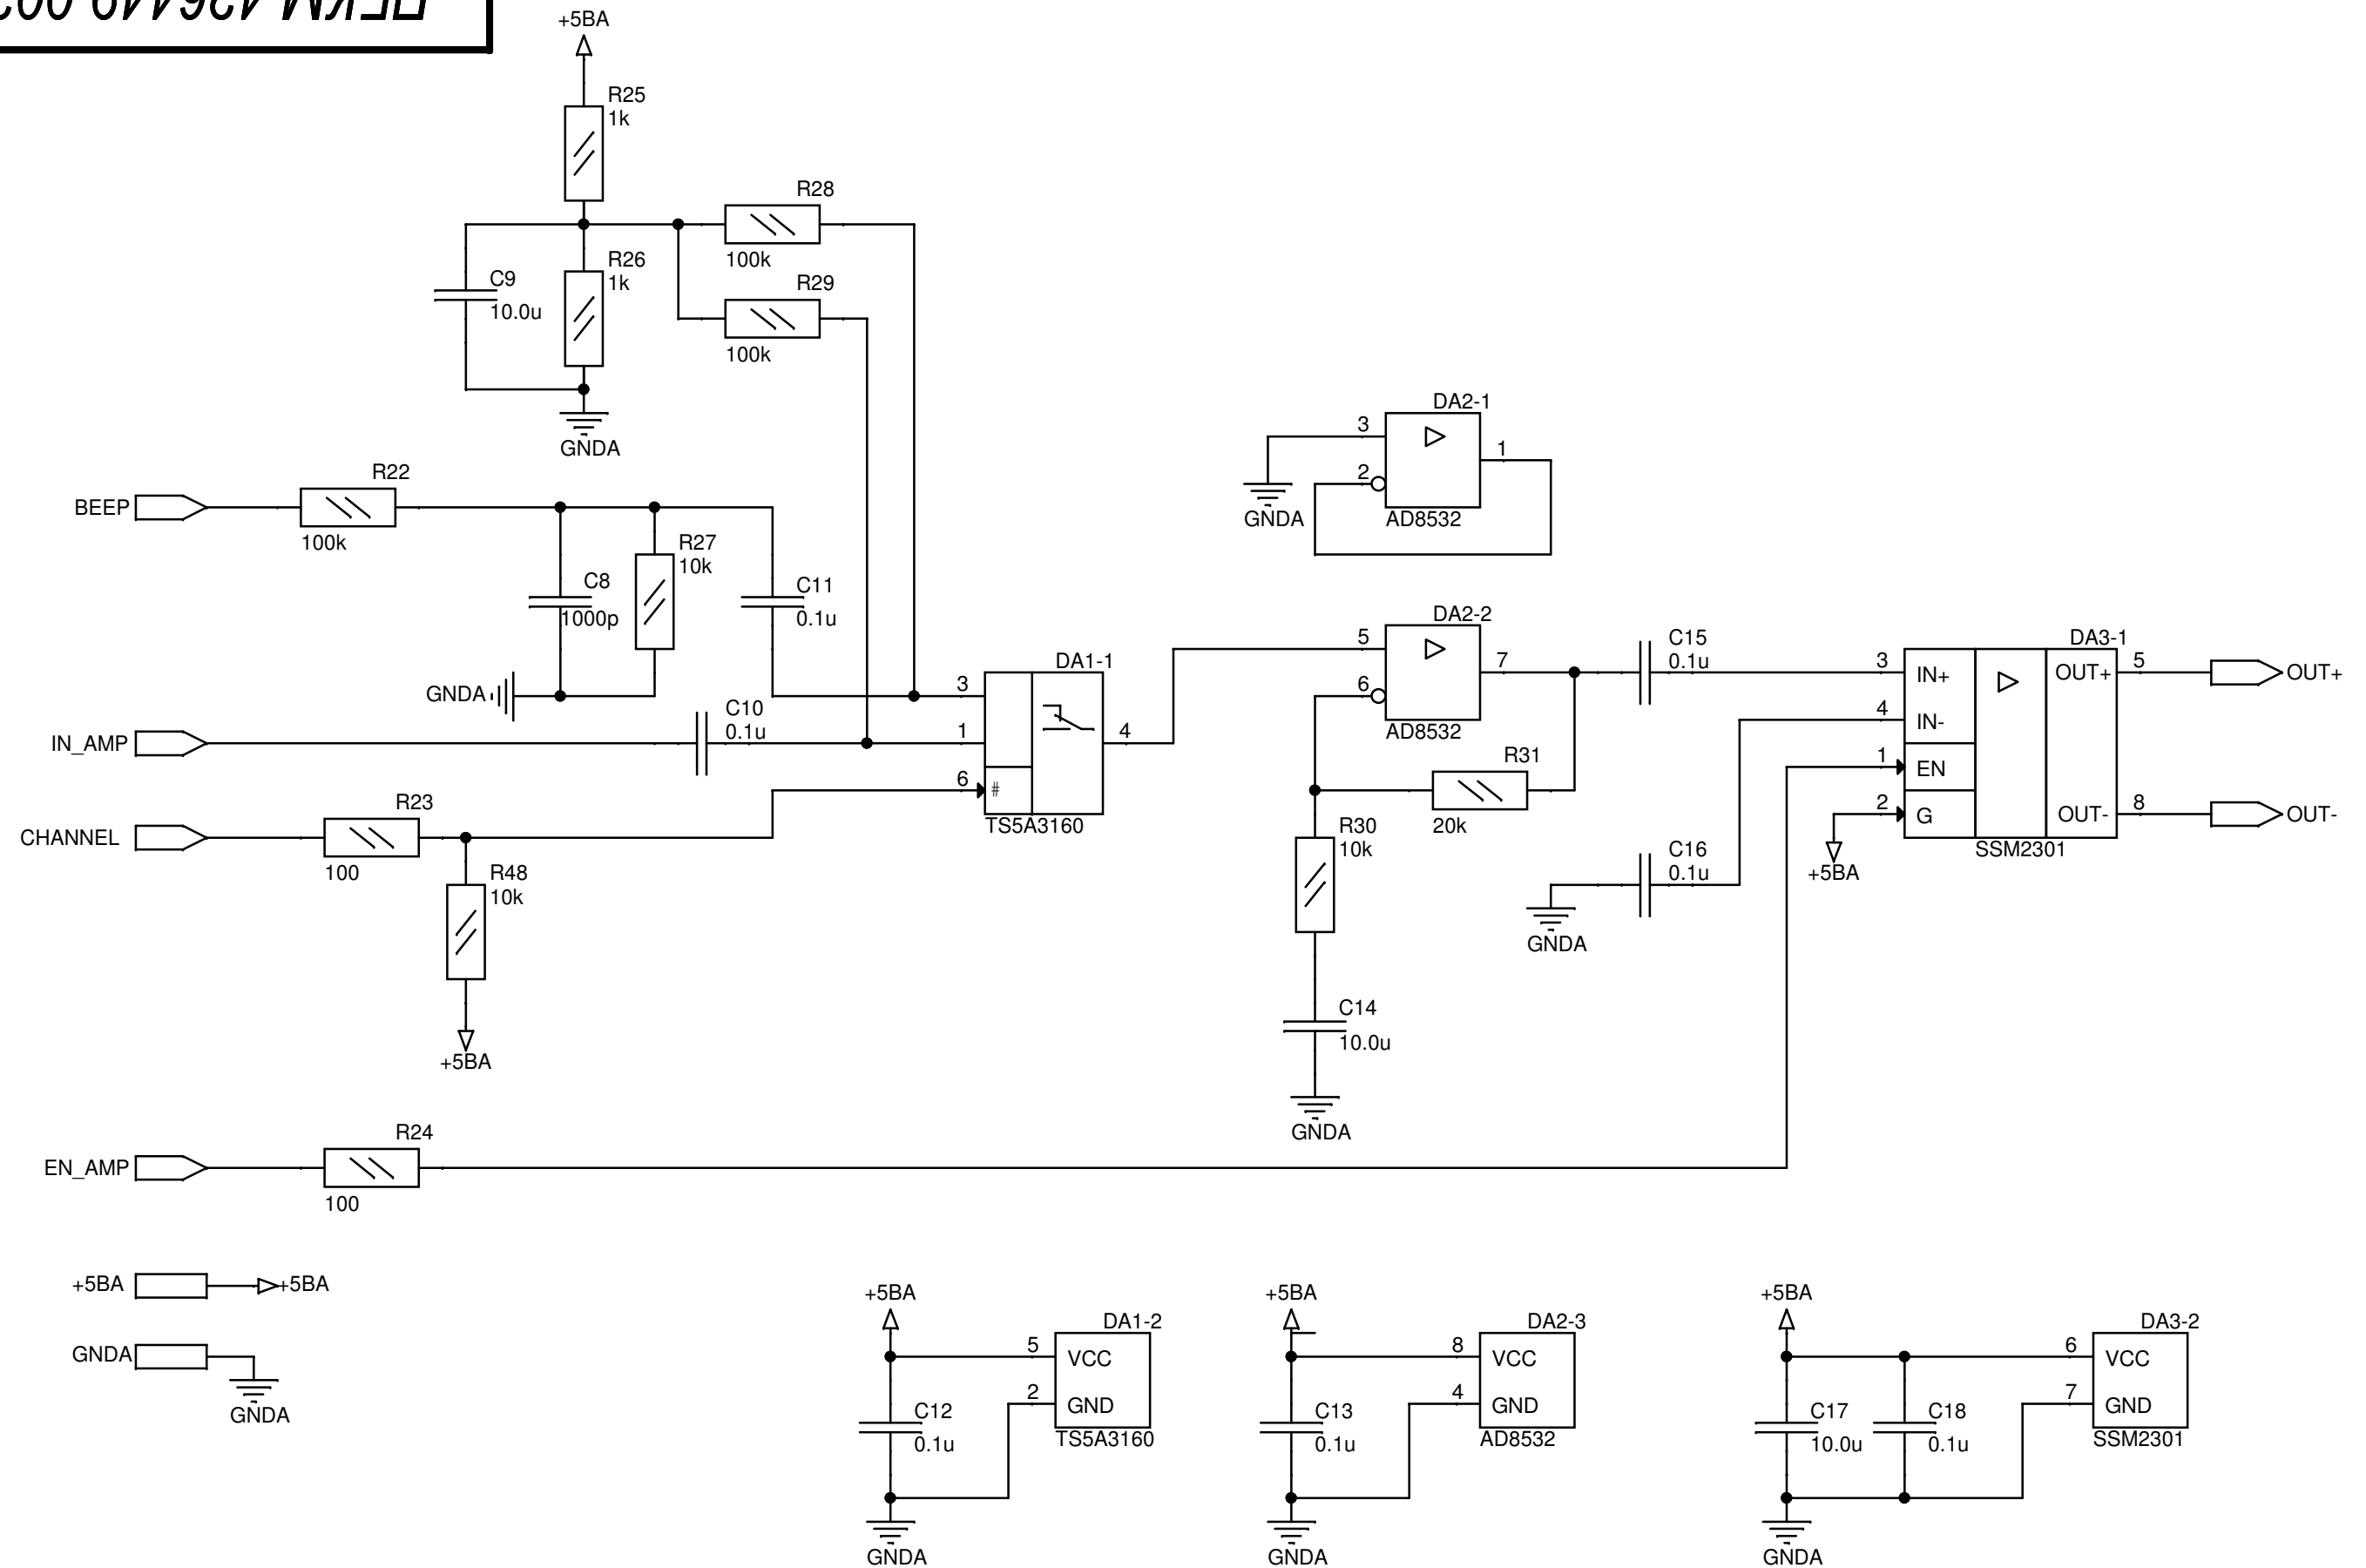 +5BA
R25
1k
R28
100k
R26
1k
C9
10.0u
R29
100k
GNDA
DA2-1
3
1
2
GNDA
AD8532
BEEP
R22
100k
R27
10k
C8
1000p
C11
0.1u
GNDA
DA1-1
3
1
4
6
#
TS5A3160
C10
0.1u
IN_AMP
CHANNEL
R23
100
R48
10k
+5BA
DA2-2
5
7
6
AD8532
R31
20k
R30
10k
C14
10.0u
GNDA
C15
0.1u
C16
0.1u
GNDA
DA3-1
3
IN+
OUT+
5
OUT+
4
IN-
1
EN
2
G
OUT-
8
OUT-
SSM2301
+5BA
EN_AMP
R24
100
+5BA
+5BA
GNDA
GNDA
+5BA
DA1-2
5
VCC
2
GND
C12
0.1u
TS5A3160
GNDA
+5BA
DA2-3
8
VCC
4
GND
C13
0.1u
AD8532
GNDA
+5BA
DA3-2
6
VCC
7
GND
C17
10.0u
C18
0.1u
SSM2301
GNDA